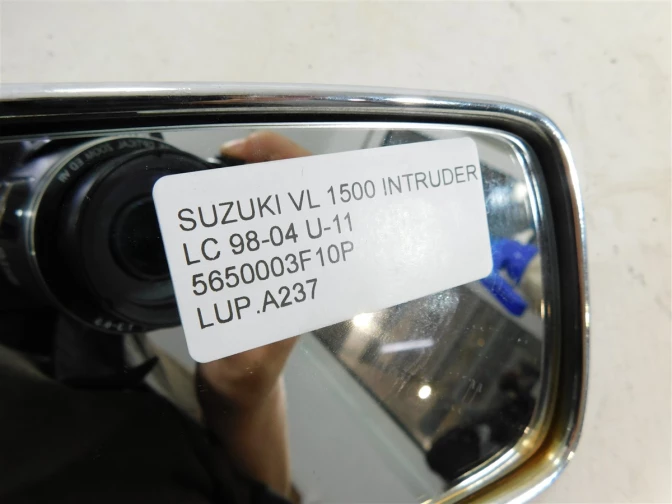 SUZUKI VL 1500 INTRUDER
LC 98-04 U-11
5650003F10P
LUP.A237